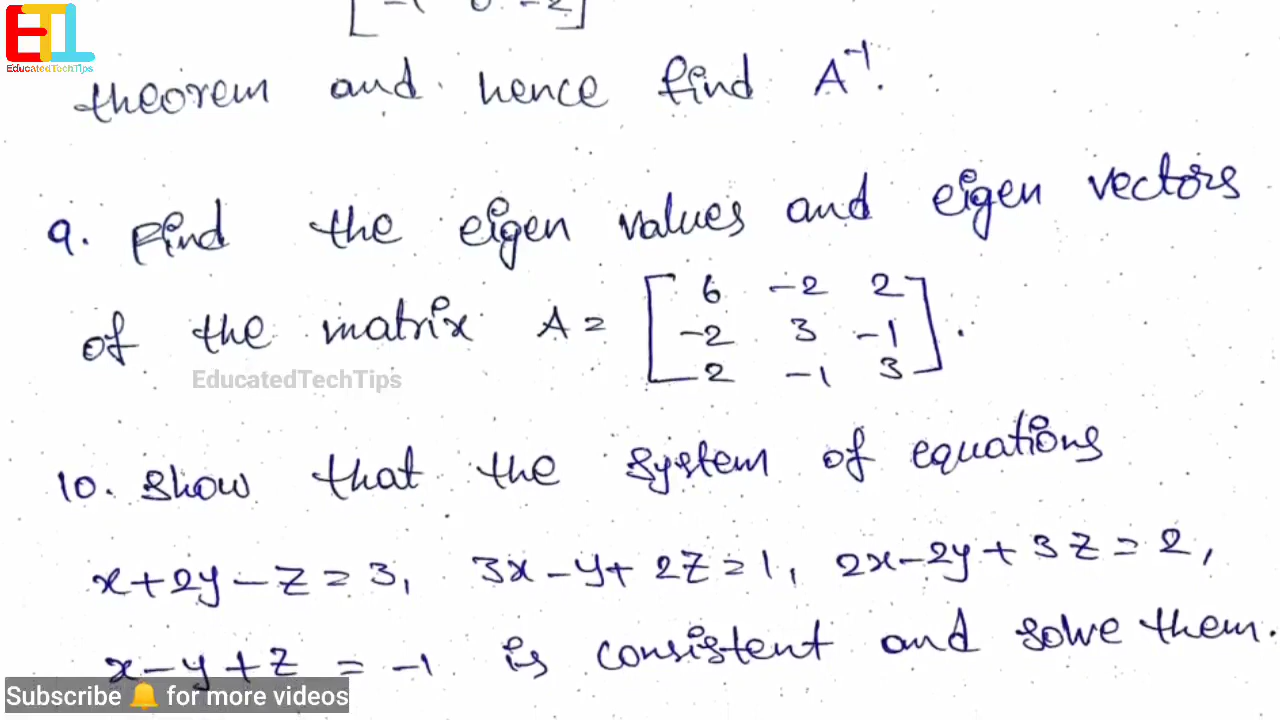 ETL
EducatedTechTips
theorem and hence find A⁻¹.
9. Find the eigen values and eigen vectors
of the matrix A = [ 6 -2 2
-2 3 -1
2 -1 3 ].
EducatedTechTips
10. Show that the system of equations
x+2y-z=3, 3x-y+2z=1, 2x-2y+3z=2,
x-y+z=-1 is consistent and solve them.
Subscribe 🔔 for more videos